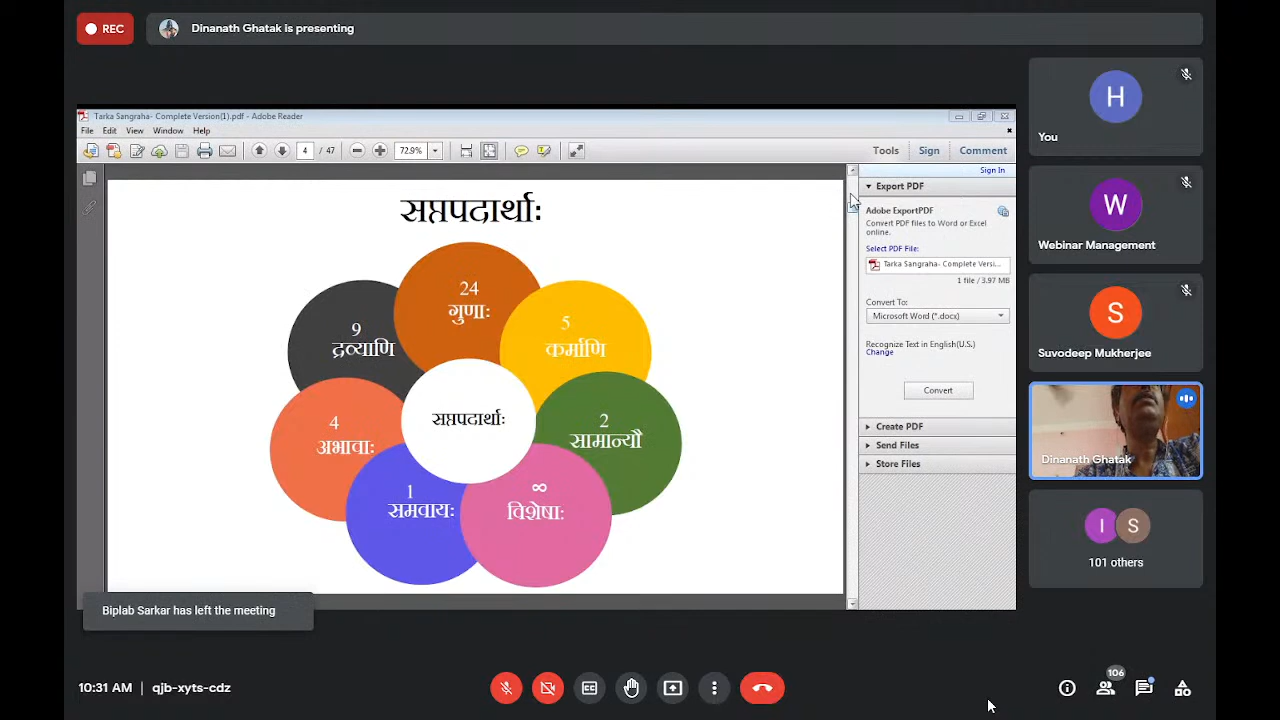 REC
Dinanath Ghatak is presenting
Tarka Sangraha- Complete Version(1).pdf - Adobe Reader
File Edit View Window Help
4 / 47
72.9%
Tools Sign Comment
Sign In
Export PDF
Adobe ExportPDF
Convert PDF files to Word or Excel
online.
Select PDF File:
Tarka Sangraha- Complete Versi...
1 file / 3.97 MB
Convert To:
Microsoft Word (*.docx)
Recognize Text in English(U.S.)
Change
Convert
Create PDF
Send Files
Store Files
सप्तपदार्थाः
24
गुणाः
5
कर्माणि
9
द्रव्याणि
2
सामान्यौ
4
अभावाः
सप्तपदार्थाः
1
समवायः
∞
विशेषाः
H
You
W
Webinar Management
S
Suvodeep Mukherjee
Dinanath Ghatak
I S
101 others
Biplab Sarkar has left the meeting
10:31 AM | qjb-xyts-cdz
CC
106